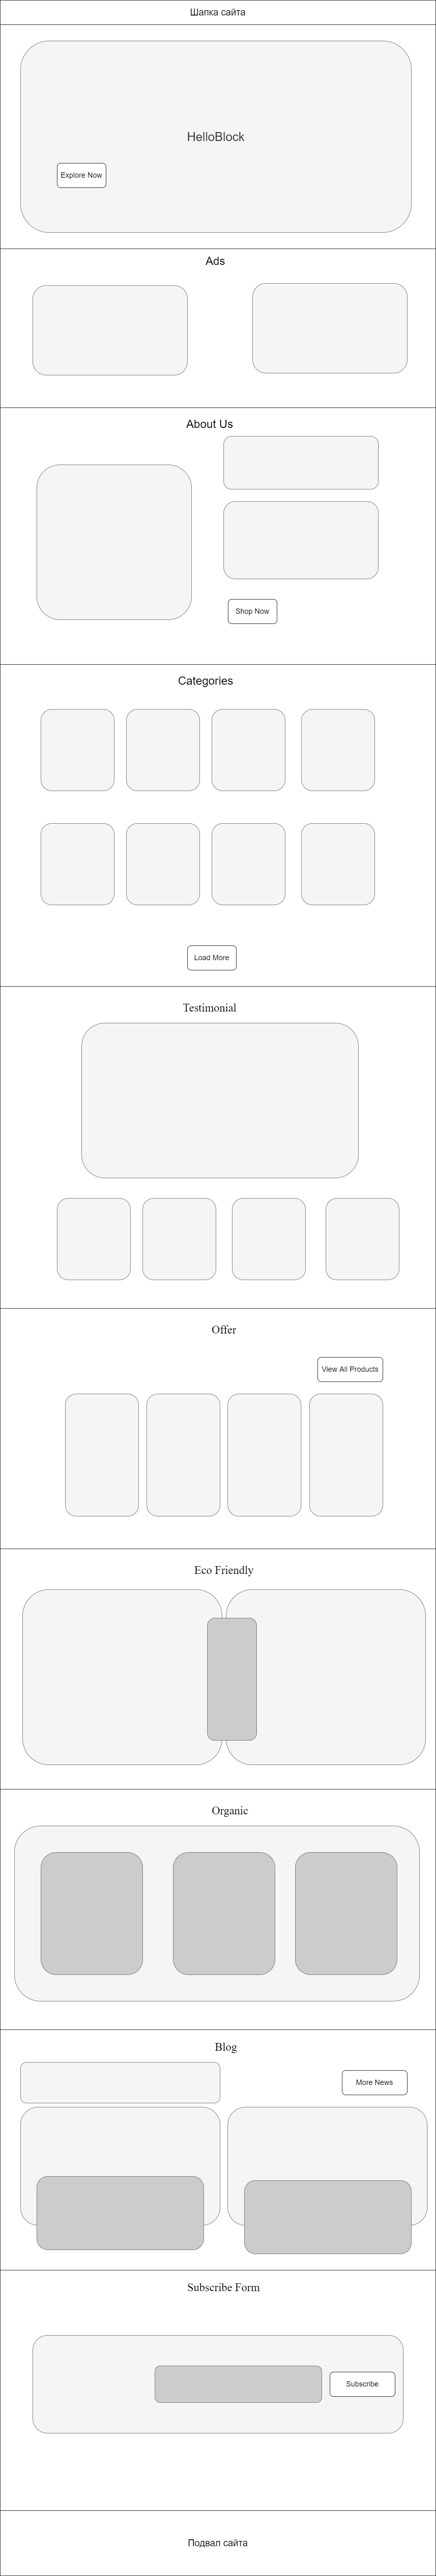 Шапка сайта
HelloBlock
Explore Now
Ads
About Us
Shop Now
Categories
Load More
Testimonial
Offer
View All Products
Eco Friendly
Organic
Blog
More News
Subscribe Form
Subscribe
Подвал сайта